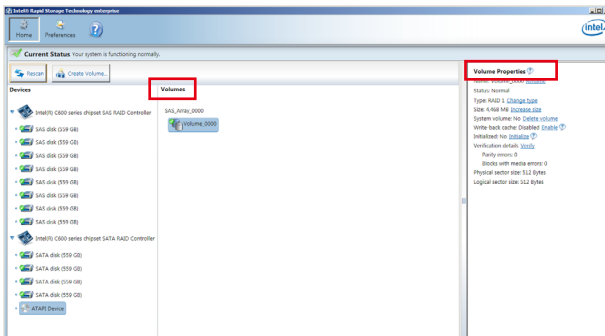 Intel® Rapid Storage Technology enterprise
Home
Preferences
intel
Current Status Your system is functioning normally.
Rescan
Create Volume...
Devices
Intel(R) C600 series chipset SAS RAID Controller
SAS disk (559 GB)
SAS disk (559 GB)
SAS disk (559 GB)
SAS disk (559 GB)
SAS disk (559 GB)
SAS disk (559 GB)
SAS disk (559 GB)
SAS disk (559 GB)
Intel(R) C600 series chipset SATA RAID Controller
SATA disk (559 GB)
SATA disk (559 GB)
SATA disk (559 GB)
SATA disk (559 GB)
ATAPI Device
Volumes
SAS_Array_0000
Volume_0000
Volume Properties ?
Name: Volume_0000 Rename
Status: Normal
Type: RAID 1 Change type
Size: 4,468 MB Increase size
System volume: No Delete volume
Write back cache: Disabled Enable ?
Initialized: No Initialize ?
Verification details Verify
Parity errors: 0
Blocks with media errors: 0
Physical sector size: 512 Bytes
Logical sector size: 512 Bytes